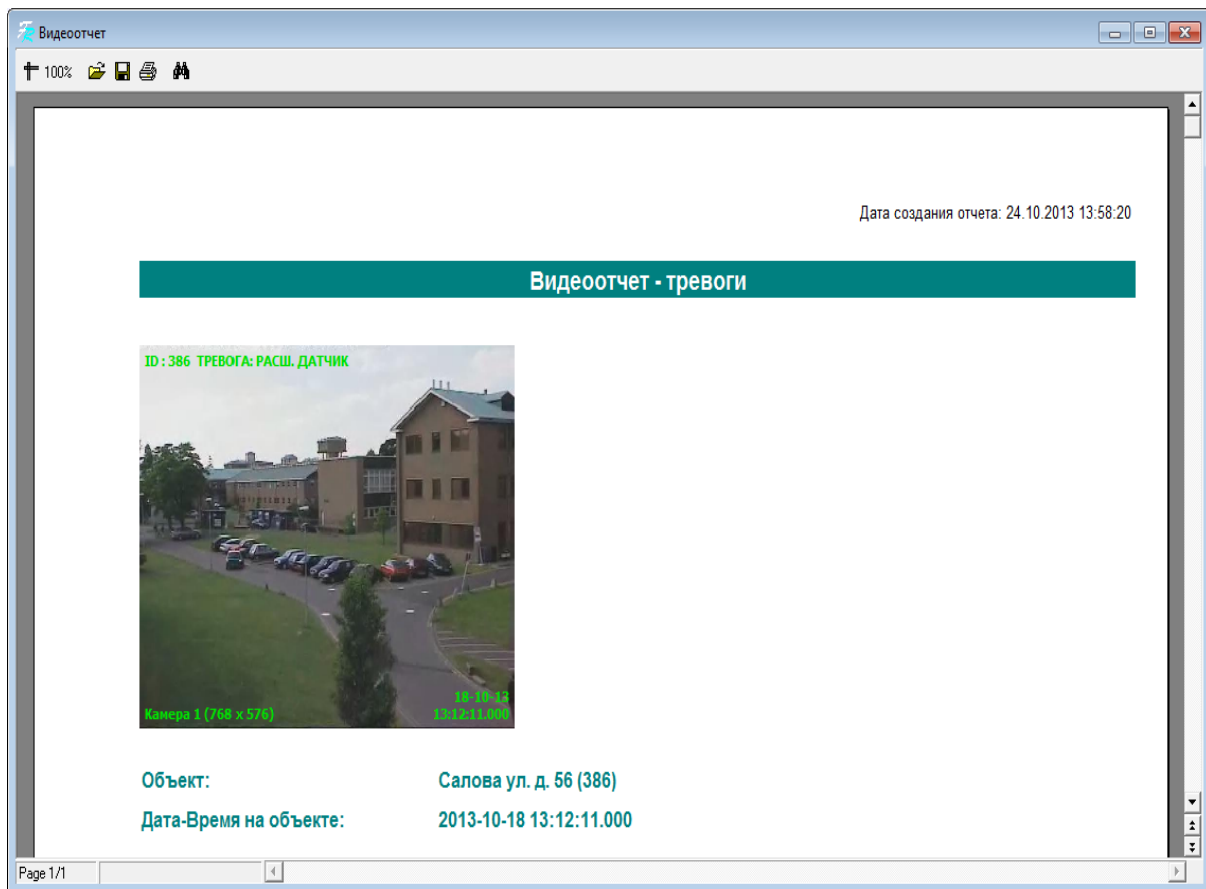 Видеоотчет
100%
Дата создания отчета: 24.10.2013 13:58:20
Видеоотчет - тревоги
ID : 386 ТРЕВОГА: РАСШ. ДАТЧИК
18-10-13
Камера 1 (768 x 576) 13:12:11.000
Объект: Салова ул. д. 56 (386)
Дата-Время на объекте: 2013-10-18 13:12:11.000
Page 1/1